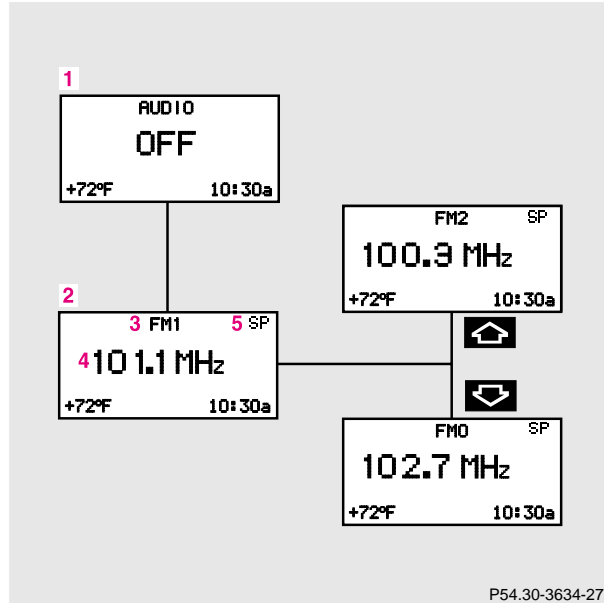 1
AUDIO
OFF
+72°F 10:30a
FM2 SP
100.3 MHz
+72°F 10:30a
2
3 FM1 5 SP
4 101.1 MHz
+72°F 10:30a
FM0 SP
102.7 MHz
+72°F 10:30a
P54.30-3634-27